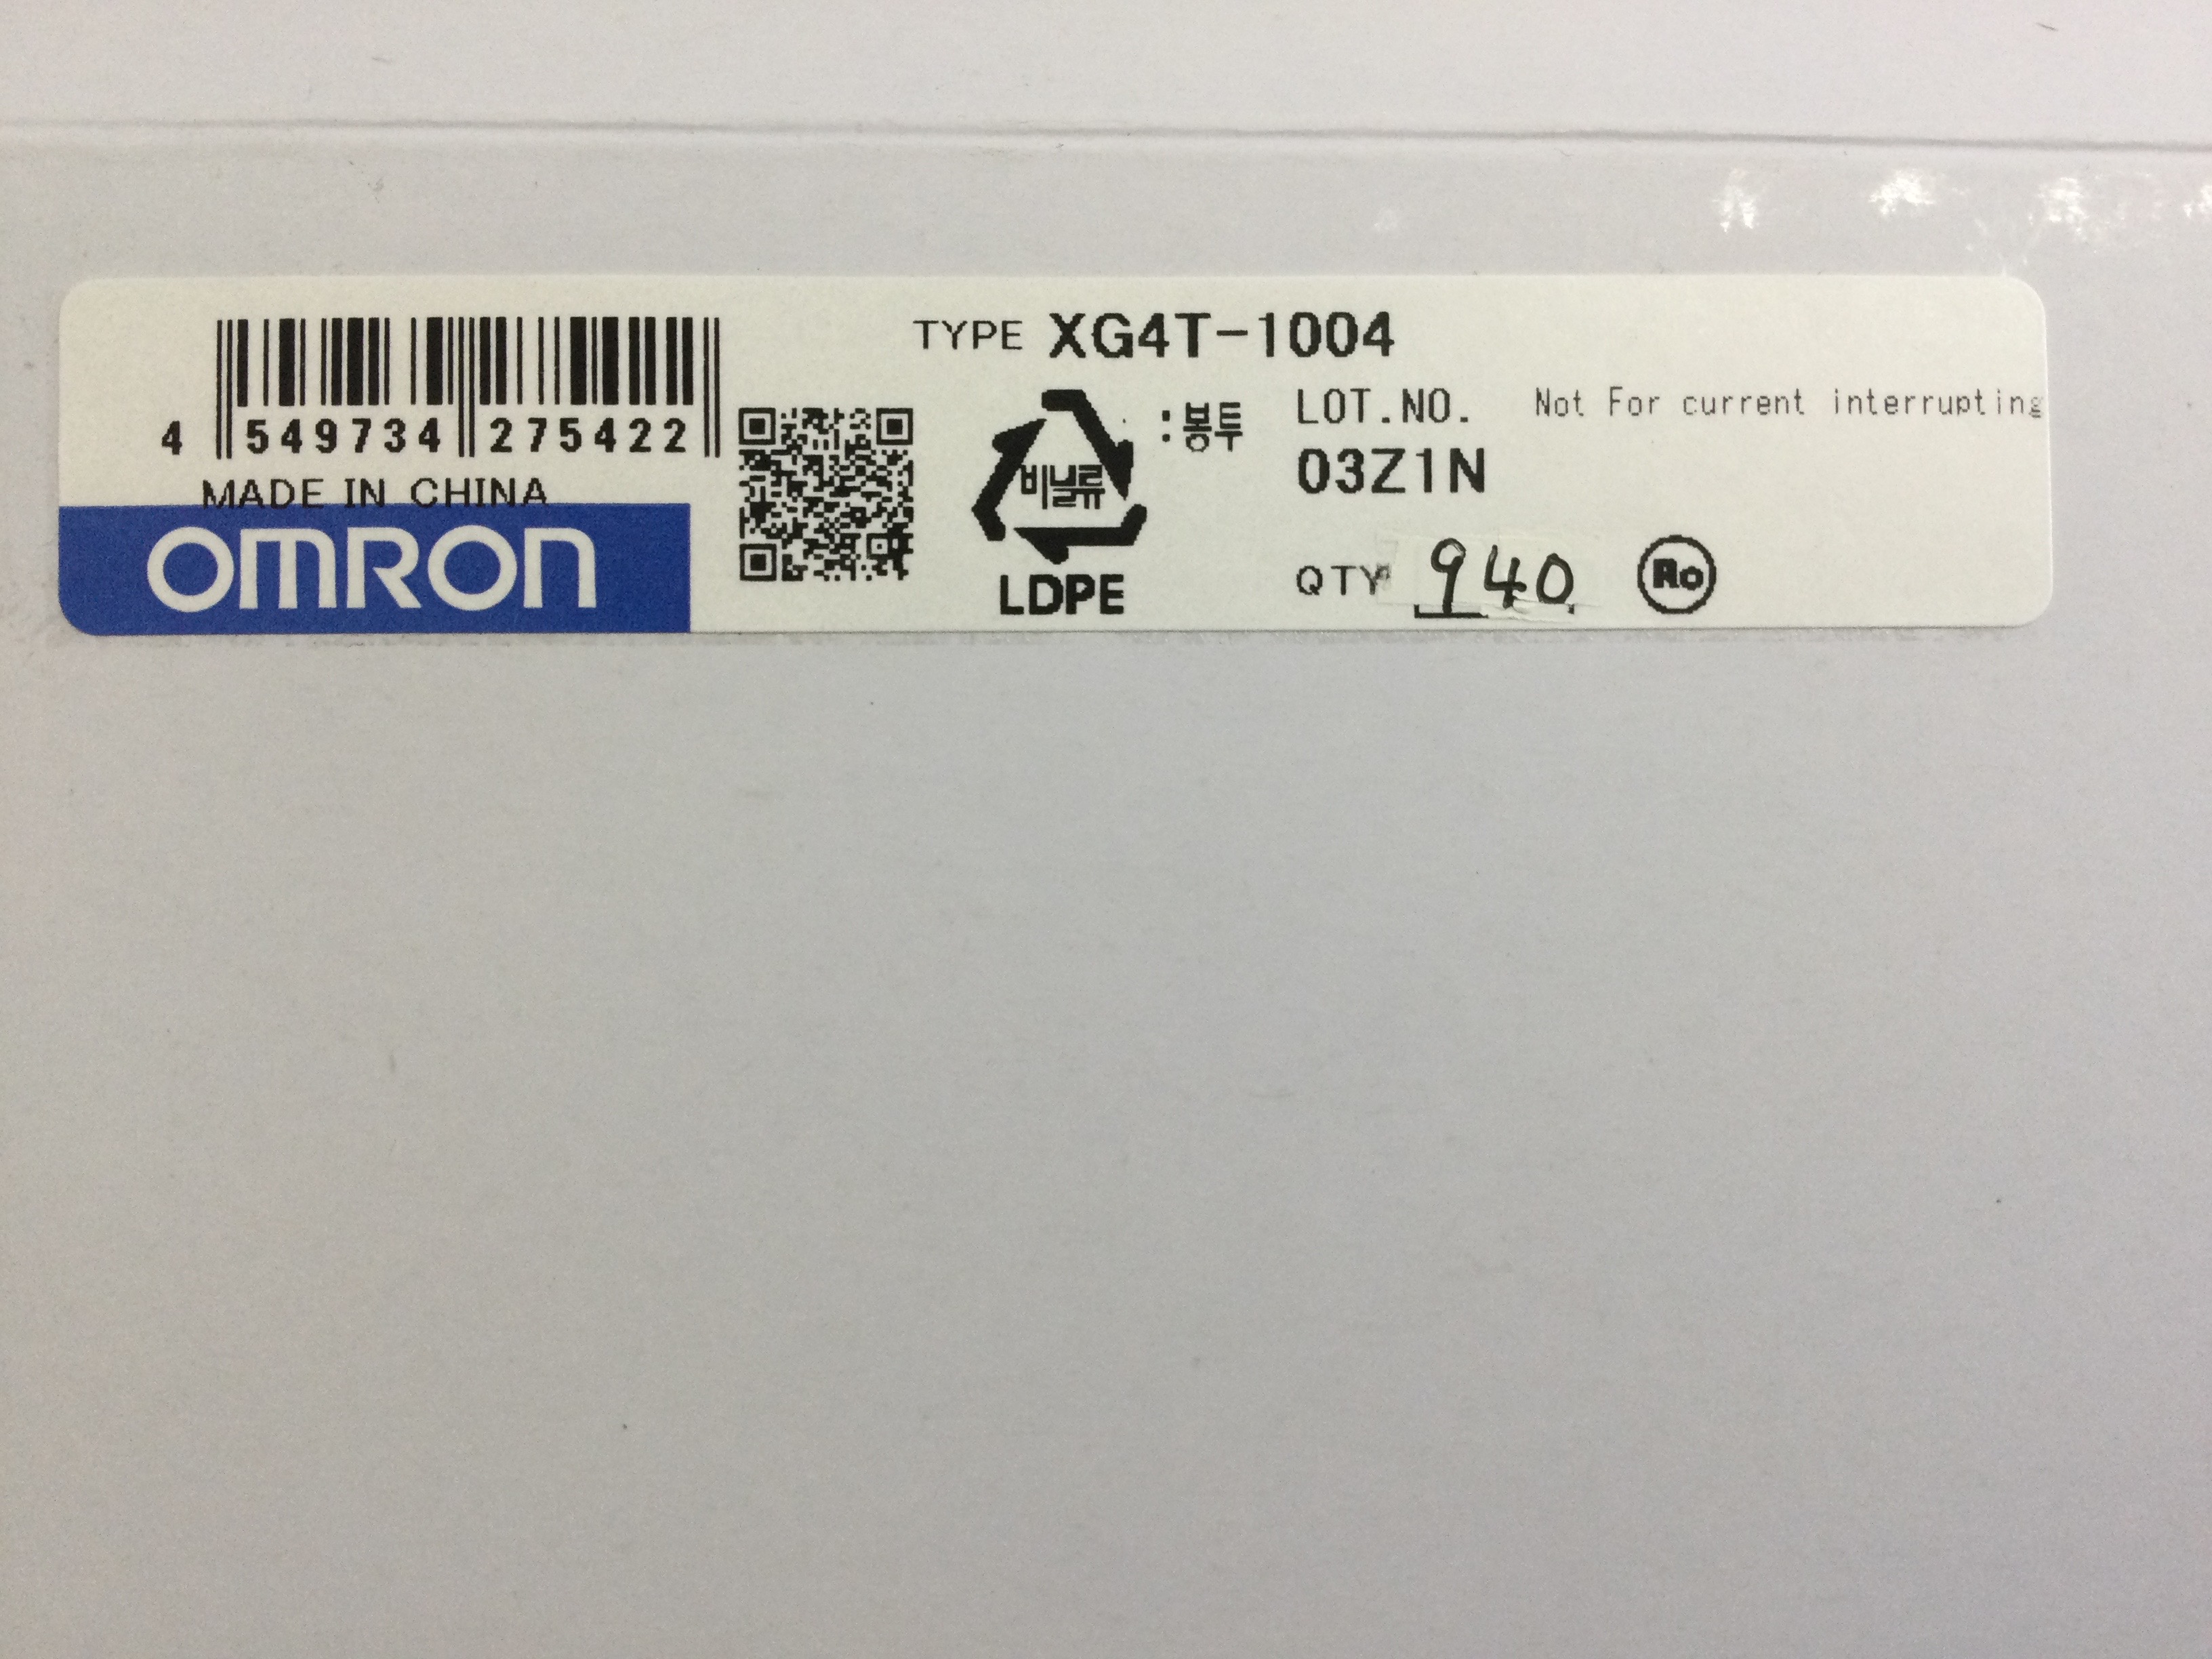 TYPE XG4T-1004
4 549734 275422
MADE IN CHINA
OMRON
비닐류
LDPE
:봉투
LOT.NO. Not For current interrupting
03Z1N
QTY 940
Ro